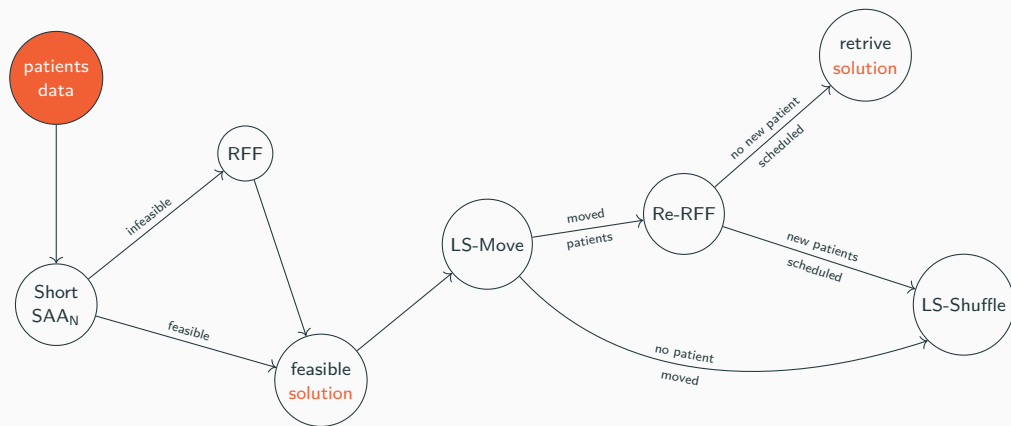 patients
data
Short
SAA_N
infeasible
RFF
feasible
feasible
solution
LS-Move
moved
patients
no patient
moved
Re-RFF
no new patient
scheduled
retrive
solution
new patients
scheduled
LS-Shuffle